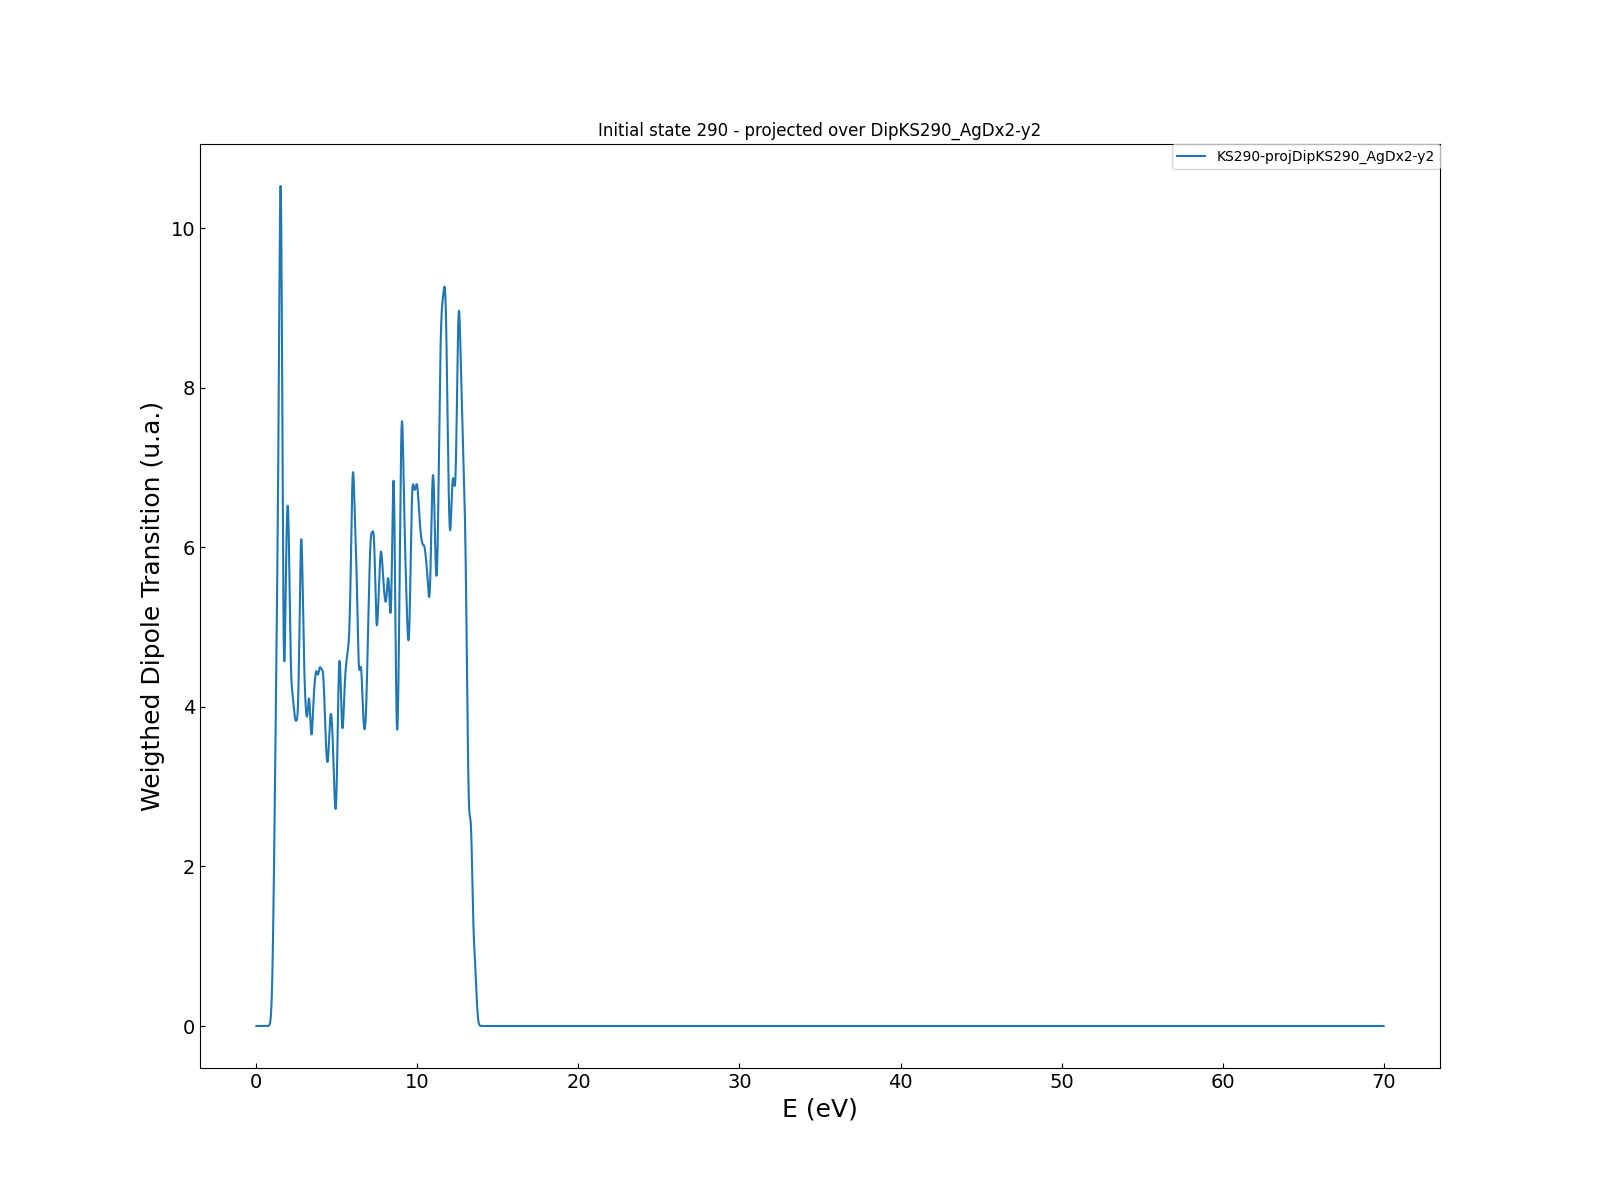 Initial state 290 - projected over DipKS290_AgDx2-y2
KS290-projDipKS290_AgDx2-y2
10
8
6
4
2
0
Weigthed Dipole Transition (u.a.)
0 10 20 30 40 50 60 70
E (eV)